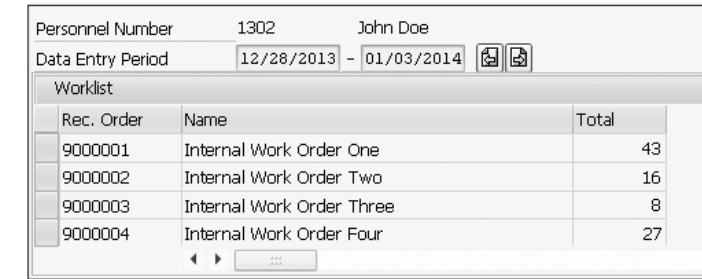 Personnel Number 1302 John Doe
Data Entry Period 12/28/2013 - 01/03/2014
Worklist
Rec. Order Name Total
9000001 Internal Work Order One 43
9000002 Internal Work Order Two 16
9000003 Internal Work Order Three 8
9000004 Internal Work Order Four 27